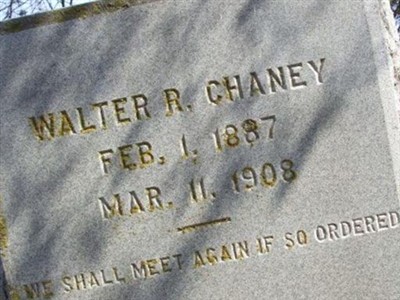 WALTER R. CHANEY
FEB. 1. 1887
MAR. 11. 1908
WE SHALL MEET AGAIN IF SO ORDERED